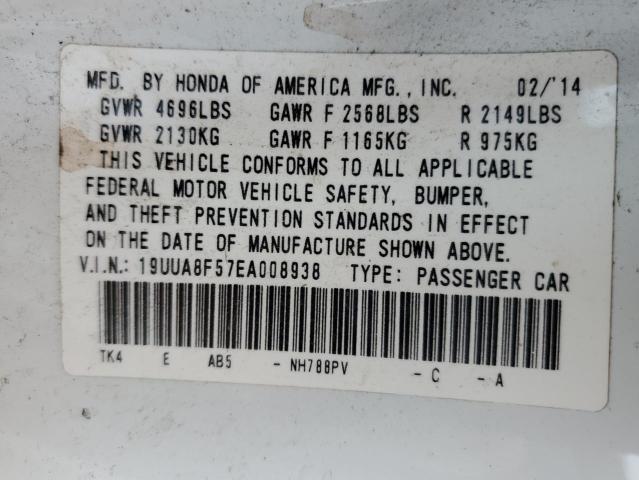 MFD. BY HONDA OF AMERICA MFG., INC. 02/'14
GVWR 4696LBS GAWR F 2568LBS R 2149LBS
GVWR 2130KG GAWR F 1165KG R 975KG
THIS VEHICLE CONFORMS TO ALL APPLICABLE
FEDERAL MOTOR VEHICLE SAFETY, BUMPER,
AND THEFT PREVENTION STANDARDS IN EFFECT
ON THE DATE OF MANUFACTURE SHOWN ABOVE.
V.I.N.: 19UUA8F57EA008938 TYPE: PASSENGER CAR
TK4 E AB5 - NH788PV - C - A